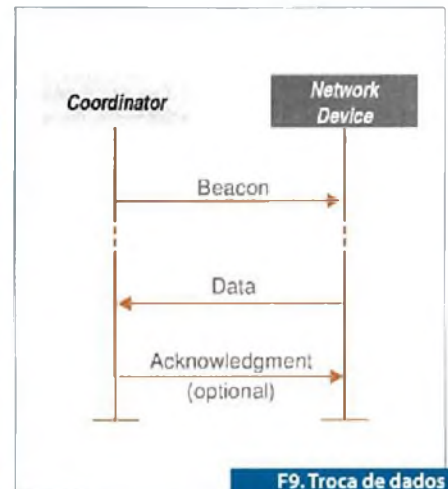 Coordinator
Network
Device
Beacon
Data
Acknowledgment
(optional)
F9. Troca de dados